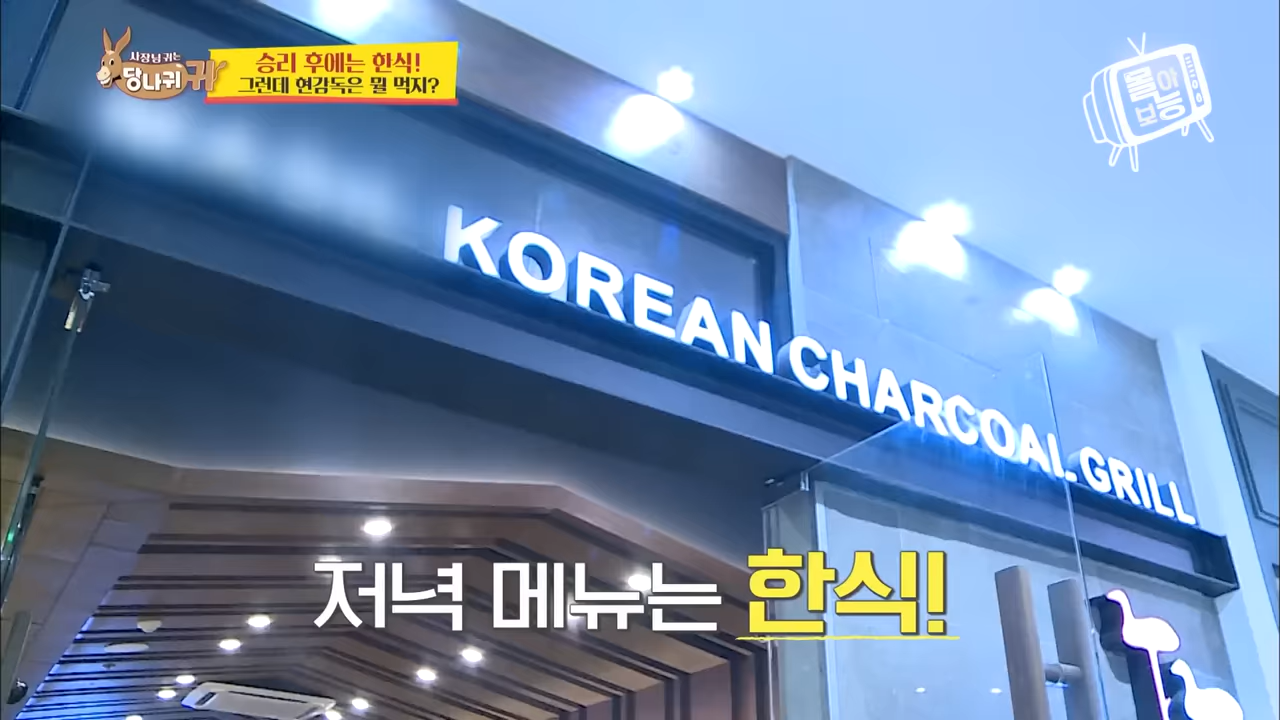 사장님 귀는
당나귀 귀
승리 후에는 한식!
그런데 현감독은 뭘 먹지?
몰아
보능
KOREAN CHARCOAL GRILL
저녁 메뉴는 한식!